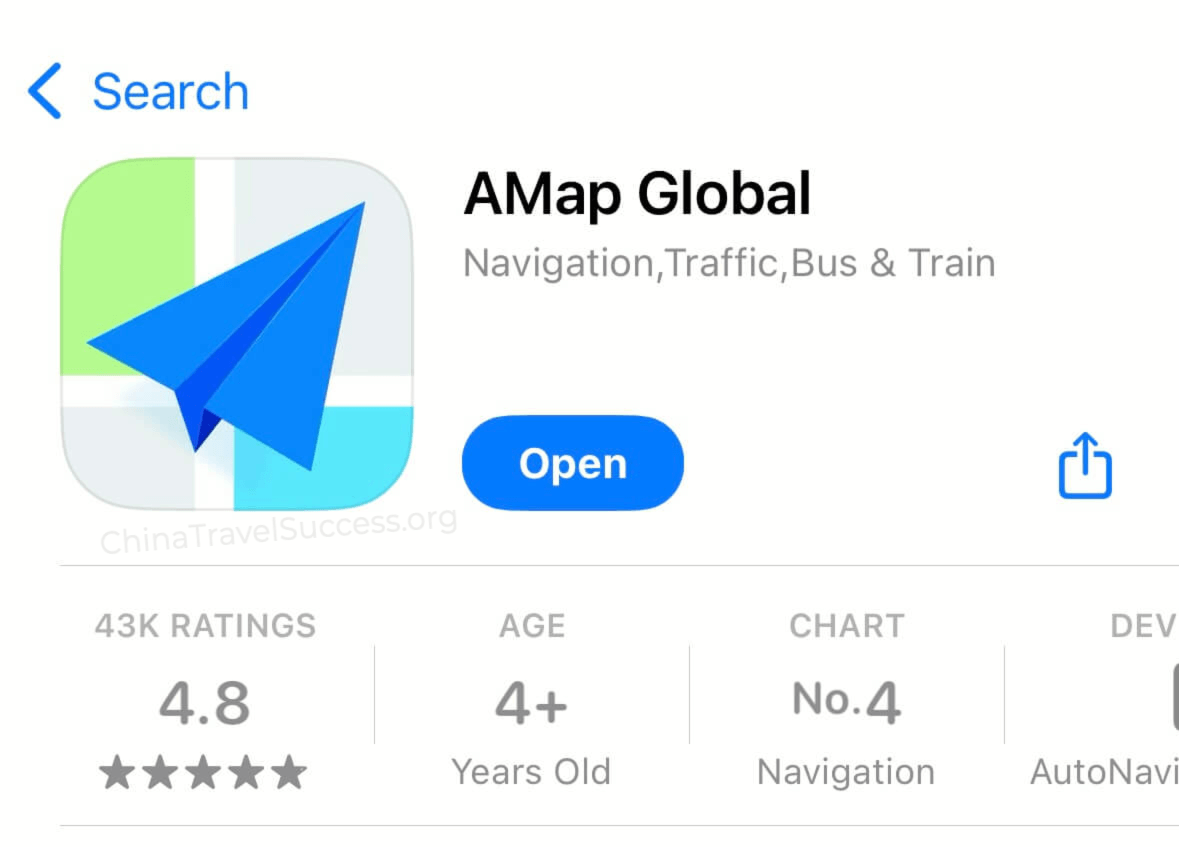 Search
AMap Global
Navigation,Traffic,Bus & Train
Open
ChinaTravelSuccess.org
43K RATINGS
AGE
CHART
DEV
4.8
4+
No.4
Years Old
Navigation
AutoNavi